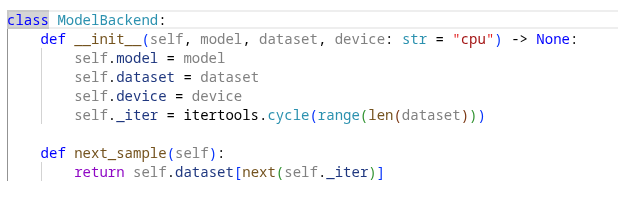 class ModelBackend:
    def __init__(self, model, dataset, device: str = "cpu") -> None:
        self.model = model
        self.dataset = dataset
        self.device = device
        self._iter = itertools.cycle(range(len(dataset)))

    def next_sample(self):
        return self.dataset[next(self._iter)]